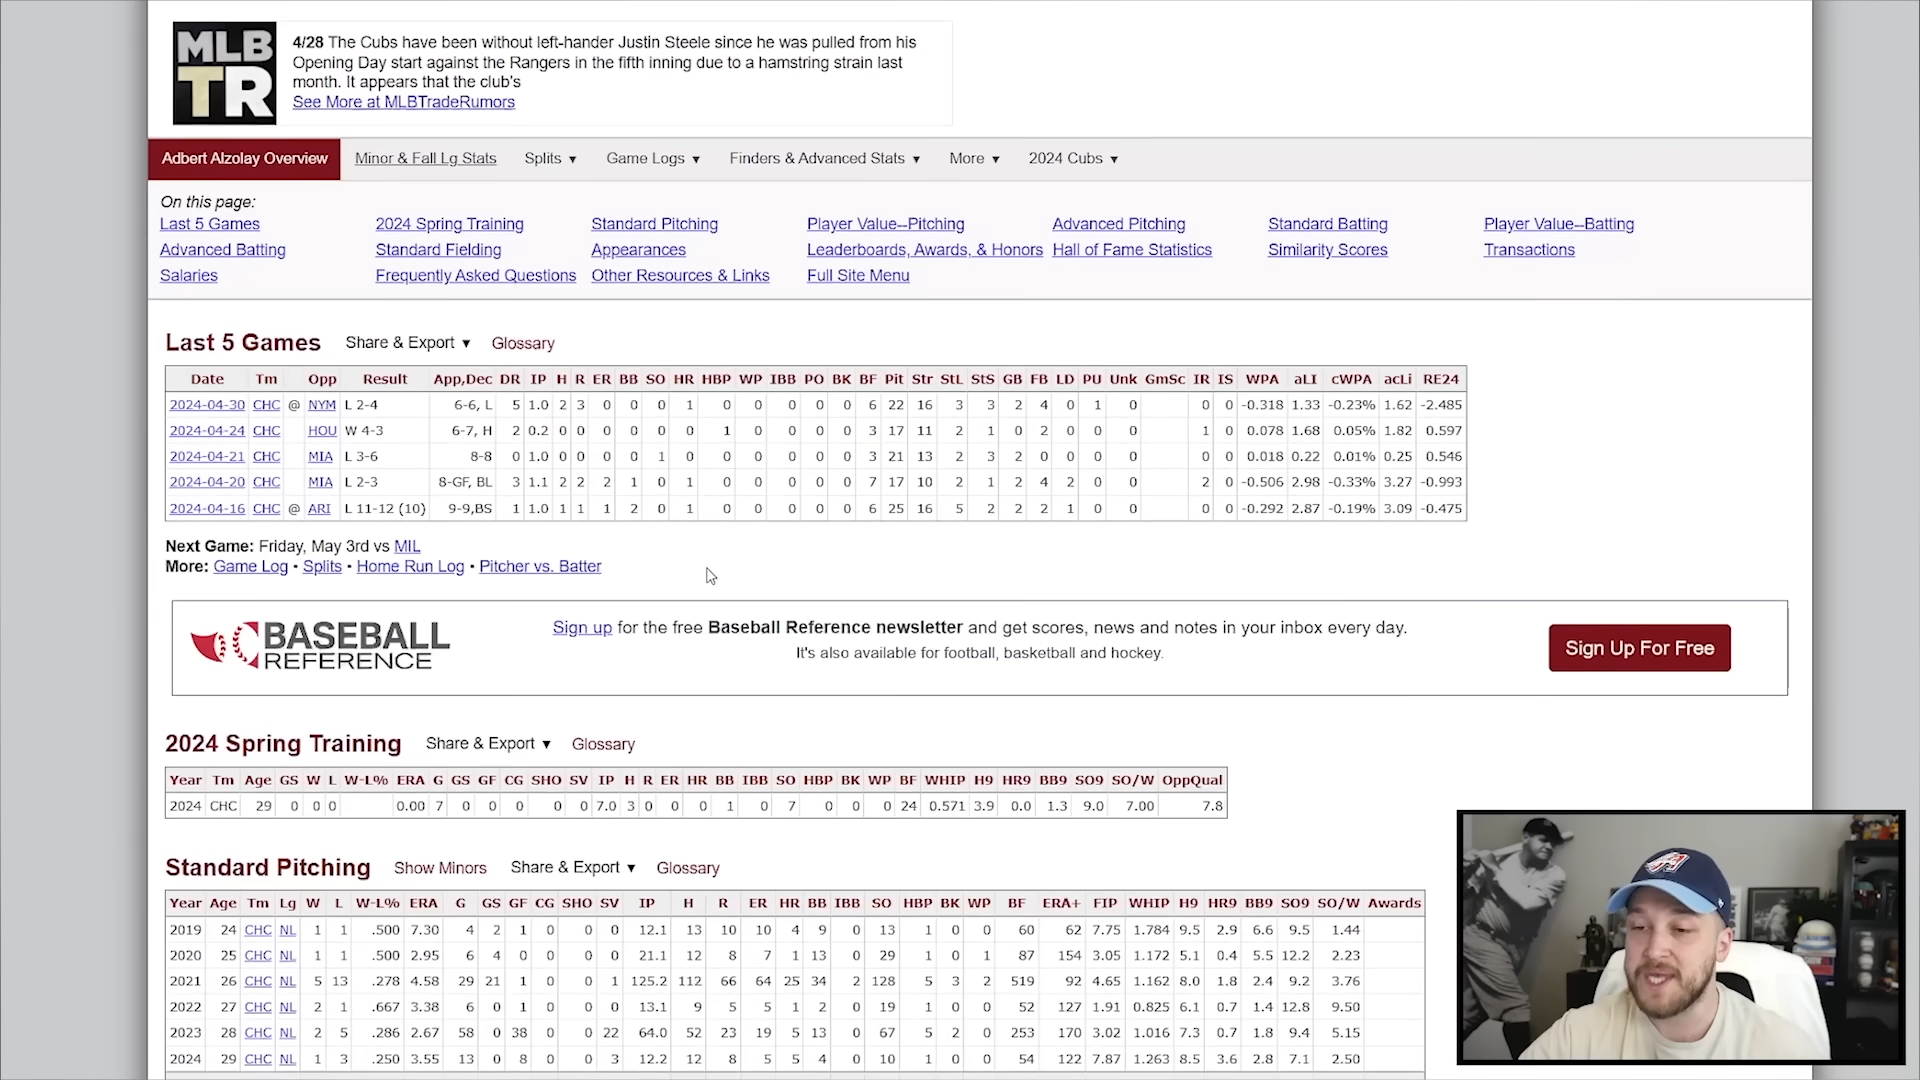 MLB
TR
4/28 The Cubs have been without left-hander Justin Steele since he was pulled from his
Opening Day start against the Rangers in the fifth inning due to a hamstring strain last
month. It appears that the club's
See More at MLBTradeRumors
Adbert Alzolay Overview Minor & Fall Lg Stats Splits ▼ Game Logs ▼ Finders & Advanced Stats ▼ More ▼ 2024 Cubs ▼
On this page:
Last 5 Games 2024 Spring Training Standard Pitching Player Value--Pitching Advanced Pitching Standard Batting Player Value--Batting
Advanced Batting Standard Fielding Appearances Leaderboards, Awards, & Honors Hall of Fame Statistics Similarity Scores Transactions
Salaries Frequently Asked Questions Other Resources & Links Full Site Menu
Last 5 Games Share & Export ▼ Glossary
Date Tm Opp Result App,Dec DR IP H R ER BB SO HR HBP WP IBB PO BK BF Pit Str StL StS GB FB LD PU Unk GmSc IR IS WPA aLI cWPA acLi RE24
2024-04-30 CHC @ NYM L 2-4 6-6, L 5 1.0 2 3 0 0 0 1 0 0 0 0 0 6 22 16 3 3 2 4 0 1 0 0 0 -0.318 1.33 -0.23% 1.62 -2.485
2024-04-24 CHC HOU W 4-3 6-7, H 2 0.2 0 0 0 0 0 0 1 0 0 0 0 3 17 11 2 1 0 2 0 0 0 1 0 0.078 1.68 0.05% 1.82 0.597
2024-04-21 CHC MIA L 3-6 8-8 0 1.0 0 0 0 0 1 0 0 0 0 0 0 3 21 13 2 3 2 0 0 0 0 0 0 0.018 0.22 0.01% 0.25 0.546
2024-04-20 CHC MIA L 2-3 8-GF, BL 3 1.1 2 2 2 1 0 1 0 0 0 0 0 7 17 10 2 1 2 4 2 0 0 2 0 -0.506 2.98 -0.33% 3.27 -0.993
2024-04-16 CHC @ ARI L 11-12 (10) 9-9,BS 1 1.0 1 1 1 2 0 1 0 0 0 0 0 6 25 16 5 2 2 2 1 0 0 0 0 -0.292 2.87 -0.19% 3.09 -0.475
Next Game: Friday, May 3rd vs MIL
More: Game Log • Splits • Home Run Log • Pitcher vs. Batter
BASEBALL
REFERENCE
Sign up for the free Baseball Reference newsletter and get scores, news and notes in your inbox every day.
It's also available for football, basketball and hockey.
Sign Up For Free
2024 Spring Training Share & Export ▼ Glossary
Year Tm Age GS W L W-L% ERA G GS GF CG SHO SV IP H R ER HR BB IBB SO HBP BK WP BF WHIP H9 HR9 BB9 SO9 SO/W OppQual
2024 CHC 29 0 0 0 0.00 7 0 0 0 0 0 7.0 3 0 0 0 1 0 7 0 0 0 24 0.571 3.9 0.0 1.3 9.0 7.00 7.8
Standard Pitching Show Minors Share & Export ▼ Glossary
Year Age Tm Lg W L W-L% ERA G GS GF CG SHO SV IP H R ER HR BB IBB SO HBP BK WP BF ERA+ FIP WHIP H9 HR9 BB9 SO9 SO/W Awards
2019 24 CHC NL 1 1 .500 7.30 4 2 1 0 0 0 12.1 13 10 10 4 9 0 13 1 0 0 60 62 7.75 1.784 9.5 2.9 6.6 9.5 1.44
2020 25 CHC NL 1 1 .500 2.95 6 4 0 0 0 0 21.1 12 8 7 1 13 0 29 1 0 1 87 154 3.05 1.172 5.1 0.4 5.5 12.2 2.23
2021 26 CHC NL 5 13 .278 4.58 29 21 1 0 0 1 125.2 112 66 64 25 34 2 128 5 3 2 519 92 4.65 1.162 8.0 1.8 2.4 9.2 3.76
2022 27 CHC NL 2 1 .667 3.38 6 0 1 0 0 0 13.1 9 5 5 1 2 0 19 1 0 0 52 127 1.91 0.825 6.1 0.7 1.4 12.8 9.50
2023 28 CHC NL 2 5 .286 2.67 58 0 38 0 0 22 64.0 52 23 19 5 13 0 67 5 2 0 253 170 3.02 1.016 7.3 0.7 1.8 9.4 5.15
2024 29 CHC NL 1 3 .250 3.55 13 0 8 0 0 3 12.2 12 8 5 5 4 0 10 1 0 0 54 122 7.87 1.263 8.5 3.6 2.8 7.1 2.50
A